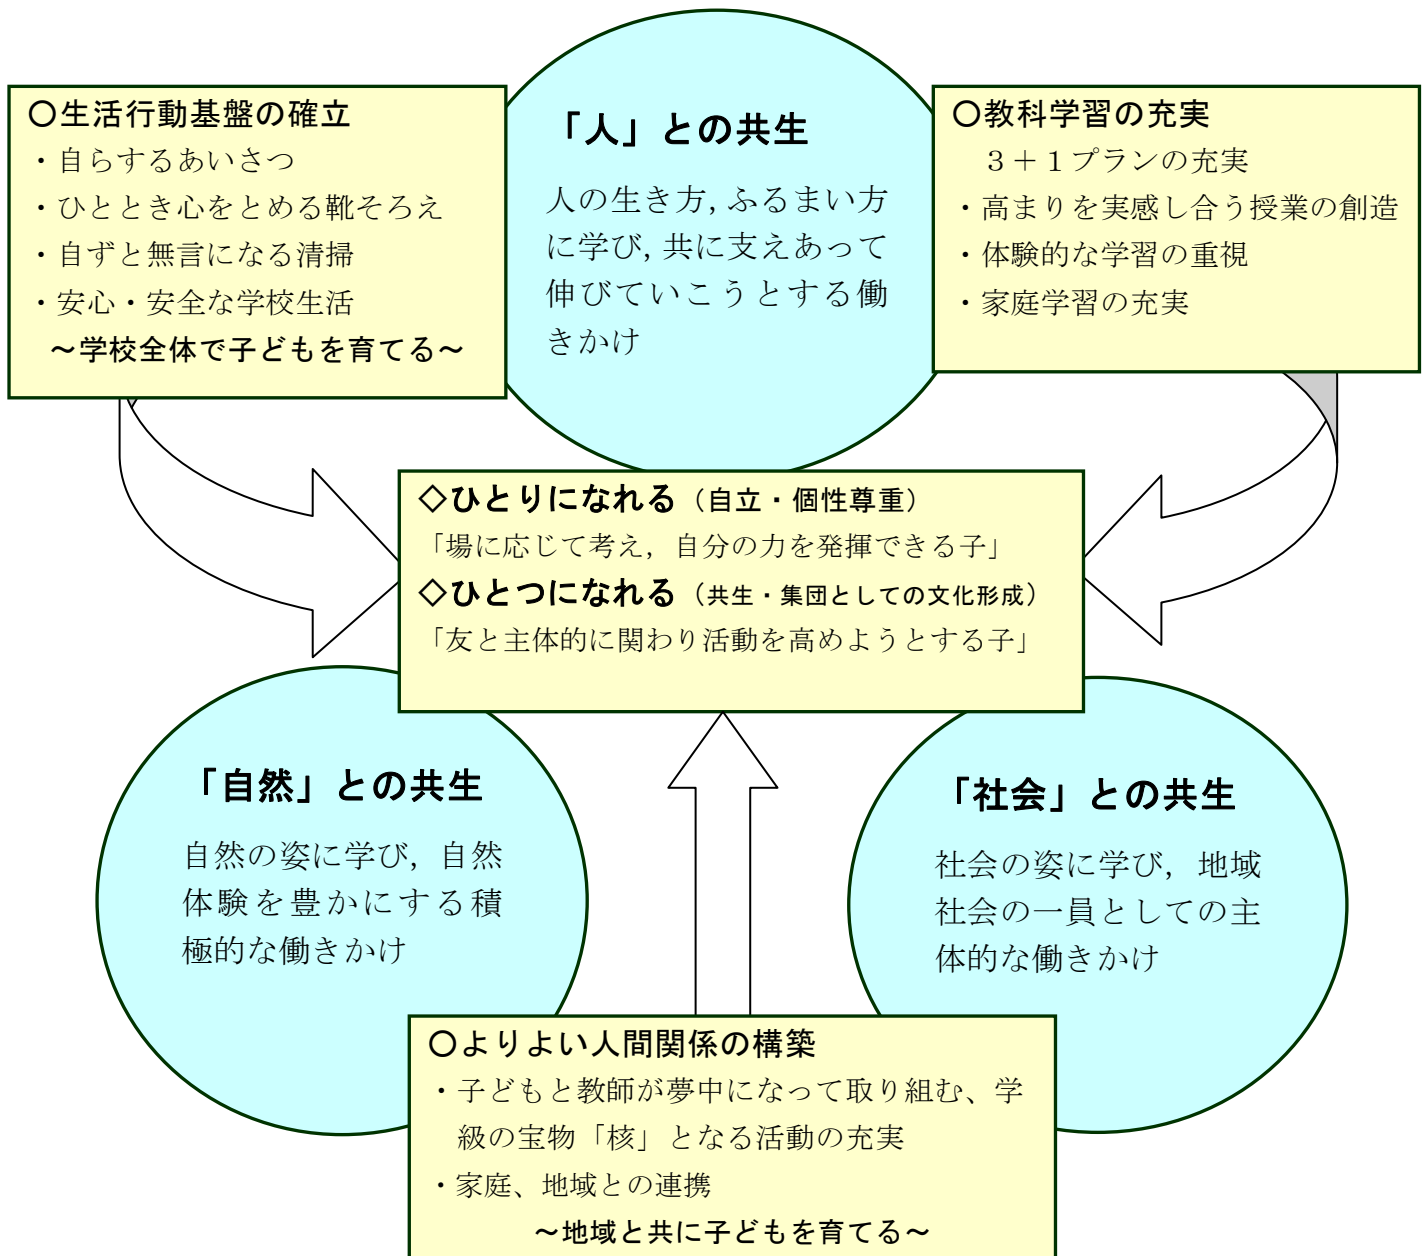 ○生活行動基盤の確立
・自らするあいさつ
・ひととき心をとめる靴そろえ
・自ずと無言になる清掃
・安心・安全な学校生活
～学校全体で子どもを育てる～
「人」との共生
人の生き方，ふるまい方
に学び，共に支えあって
伸びていこうとする働
きかけ
○教科学習の充実
３＋１プランの充実
・高まりを実感し合う授業の創造
・体験的な学習の重視
・家庭学習の充実
◇ひとりになれる（自立・個性尊重）
「場に応じて考え，自分の力を発揮できる子」
◇ひとつになれる（共生・集団としての文化形成）
「友と主体的に関わり活動を高めようとする子」
「自然」との共生
自然の姿に学び，自然
体験を豊かにする積
極的な働きかけ
「社会」との共生
社会の姿に学び，地域
社会の一員としての主
体的な働きかけ
○よりよい人間関係の構築
・子どもと教師が夢中になって取り組む、学
級の宝物「核」となる活動の充実
・家庭、地域との連携
～地域と共に子どもを育てる～